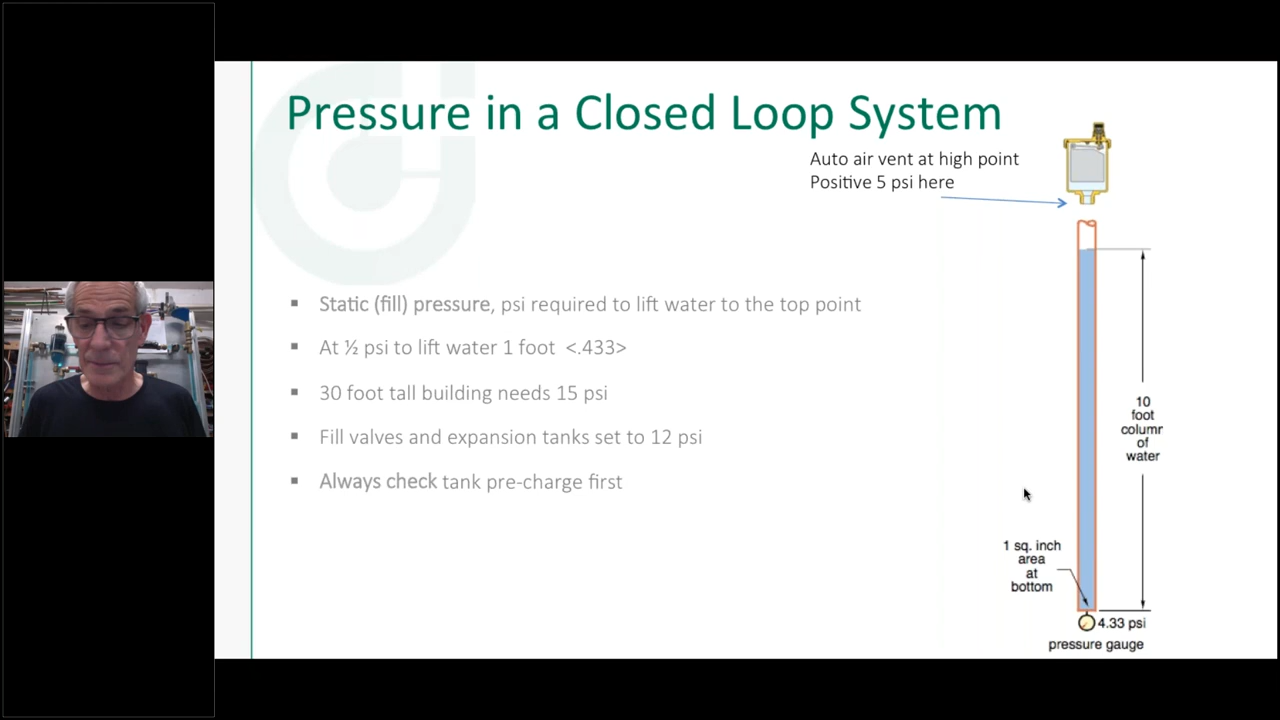 Pressure in a Closed Loop System
Auto air vent at high point
Positive 5 psi here
Static (fill) pressure, psi required to lift water to the top point
At ½ psi to lift water 1 foot <.433>
30 foot tall building needs 15 psi
Fill valves and expansion tanks set to 12 psi
Always check tank pre-charge first
10
foot
column
of
water
1 sq. inch
area
at
bottom
4.33 psi
pressure gauge